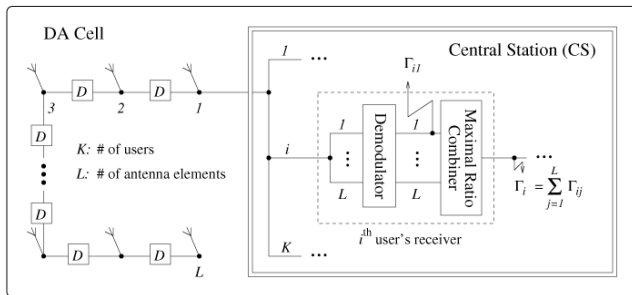 DA Cell
Central Station (CS)
1 ...
Γi1
D D
3 2 1
D
K: # of users
L: # of antenna elements
i
1 1
... ...
L L
Demodulator
Maximal Ratio
Combiner
...
Γi = ∑ j=1 L Γij
D
ith user's receiver
D D
L
K ...